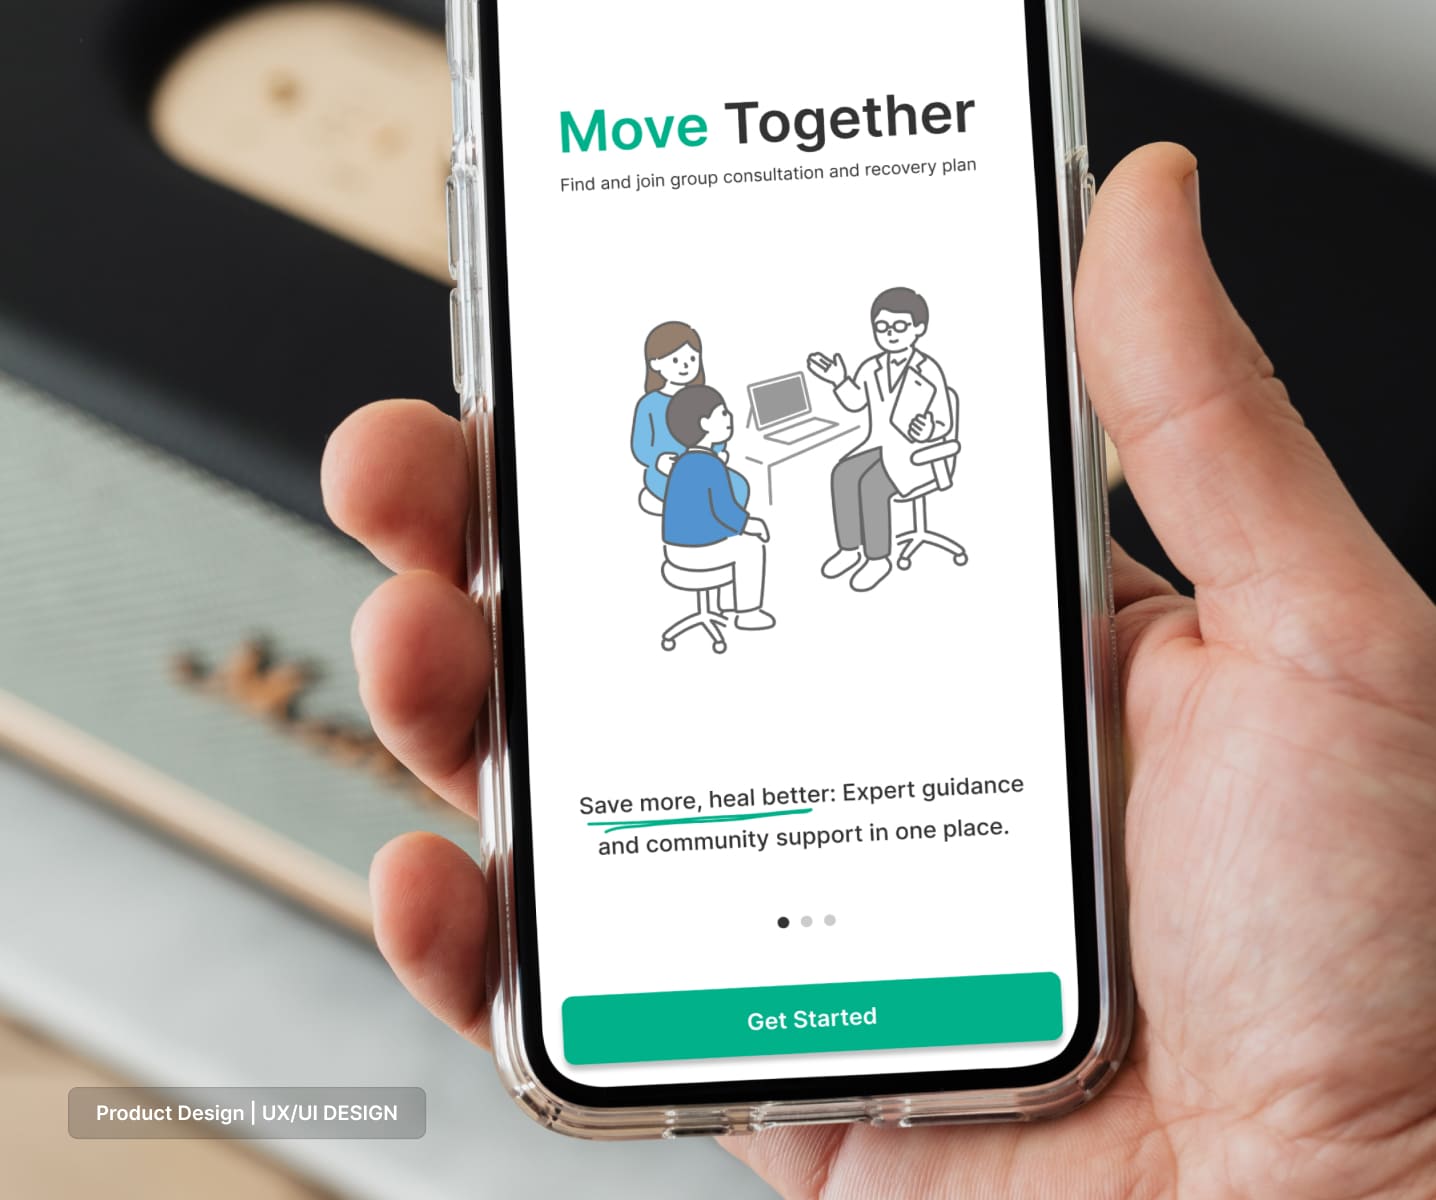 Move Together
Find and join group consultation and recovery plan
Save more, heal better: Expert guidance
and community support in one place.
Get Started
Product Design | UX/UI DESIGN